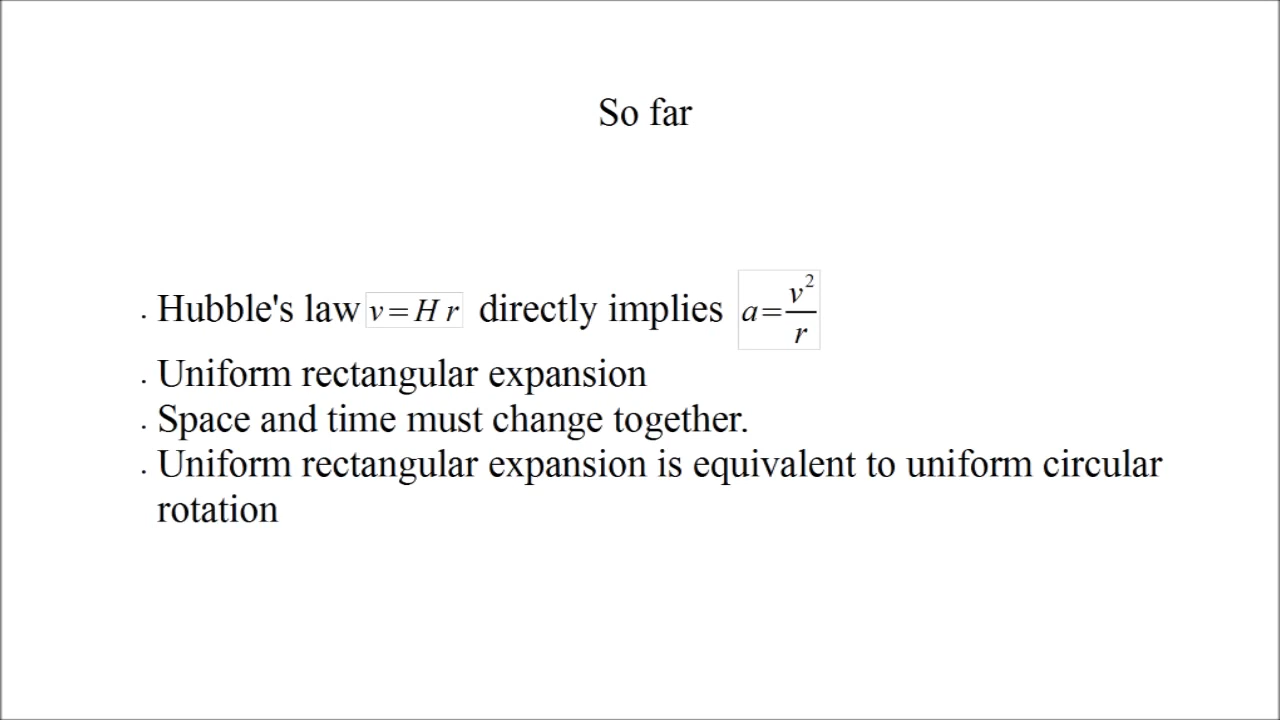 So far
. Hubble's law v=H r directly implies a=v²/r
. Uniform rectangular expansion
. Space and time must change together.
. Uniform rectangular expansion is equivalent to uniform circular
rotation